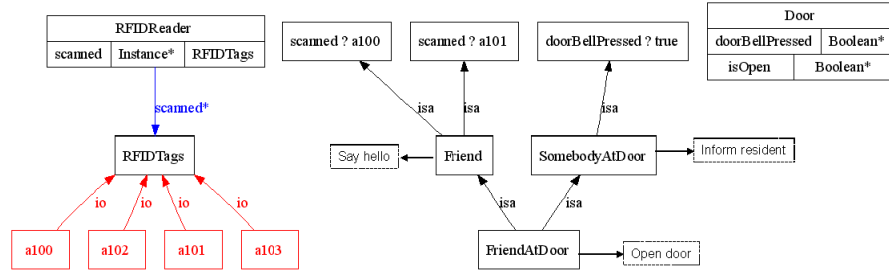 RFIDReader
scanned Instance* RFIDTags
scanned*
RFIDTags
io io io io
a100 a102 a101 a103
scanned ? a100 scanned ? a101 doorBellPressed ? true
isa isa isa
Say hello Friend SomebodyAtDoor Inform resident
isa isa
FriendAtDoor Open door
Door
doorBellPressed Boolean*
isOpen Boolean*